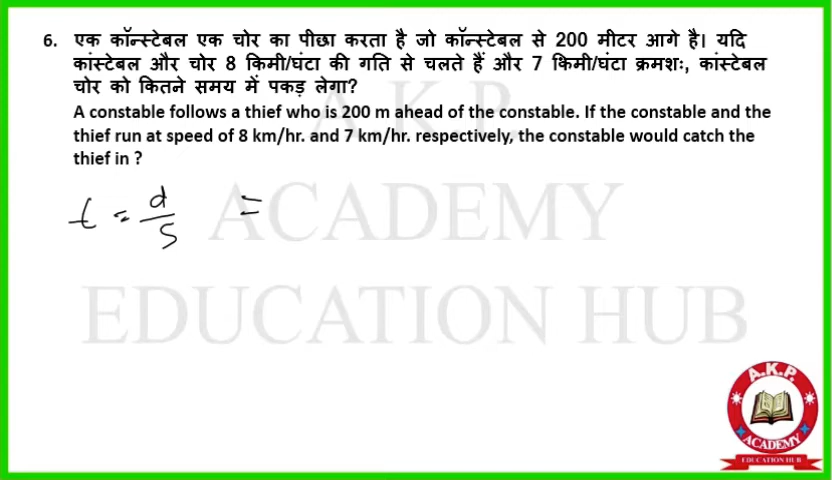 6. एक कॉन्स्टेबल एक चोर का पीछा करता है जो कॉन्स्टेबल से 200 मीटर आगे है। यदि
कांस्टेबल और चोर 8 किमी/घंटा की गति से चलते हैं और 7 किमी/घंटा क्रमशः, कांस्टेबल
चोर को कितने समय में पकड़ लेगा?
A constable follows a thief who is 200 m ahead of the constable. If the constable and the
thief run at speed of 8 km/hr. and 7 km/hr. respectively, the constable would catch the
thief in ?
t = d/s =
A.K.P.
ACADEMY
EDUCATION HUB
A.K.P.
ACADEMY
EDUCATION HUB